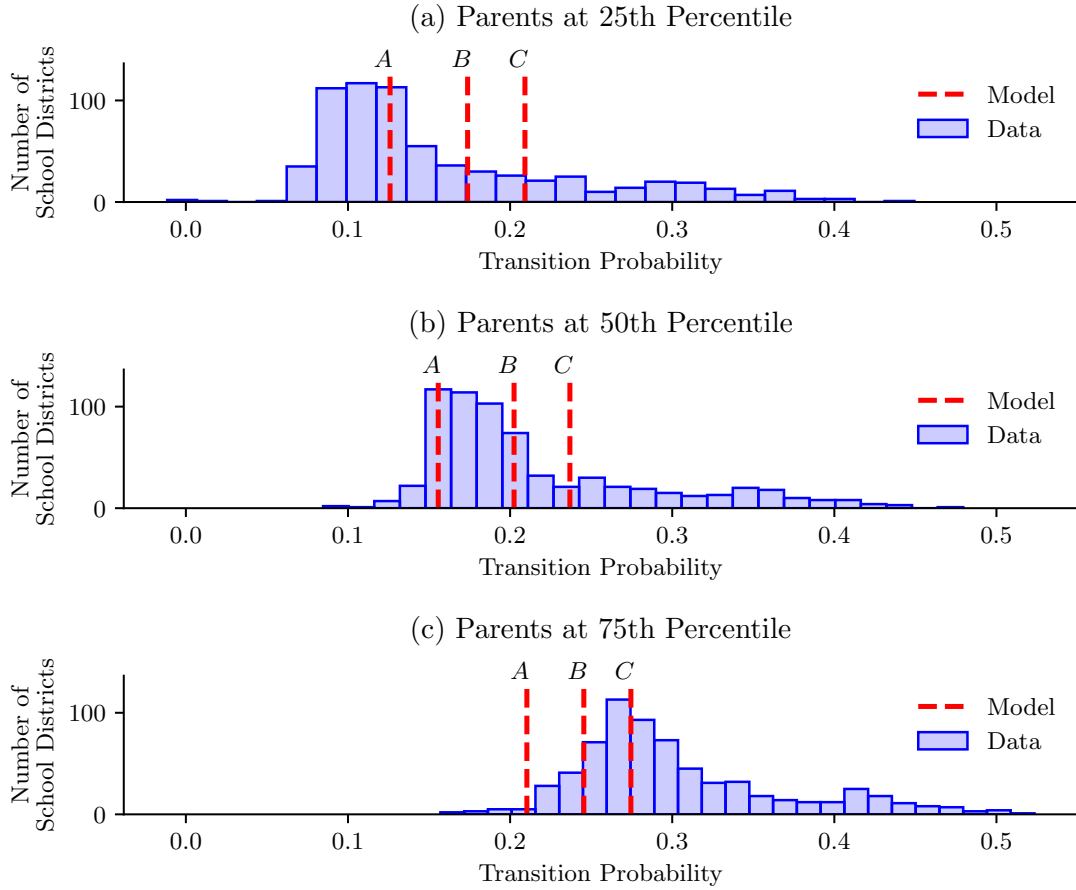 (a) Parents at 25th Percentile
Number of
School Districts
100
0
A B C
Model
Data
0.0 0.1 0.2 0.3 0.4 0.5
Transition Probability
(b) Parents at 50th Percentile
Number of
School Districts
100
0
A B C
Model
Data
0.0 0.1 0.2 0.3 0.4 0.5
Transition Probability
(c) Parents at 75th Percentile
Number of
School Districts
100
0
A B C
Model
Data
0.0 0.1 0.2 0.3 0.4 0.5
Transition Probability